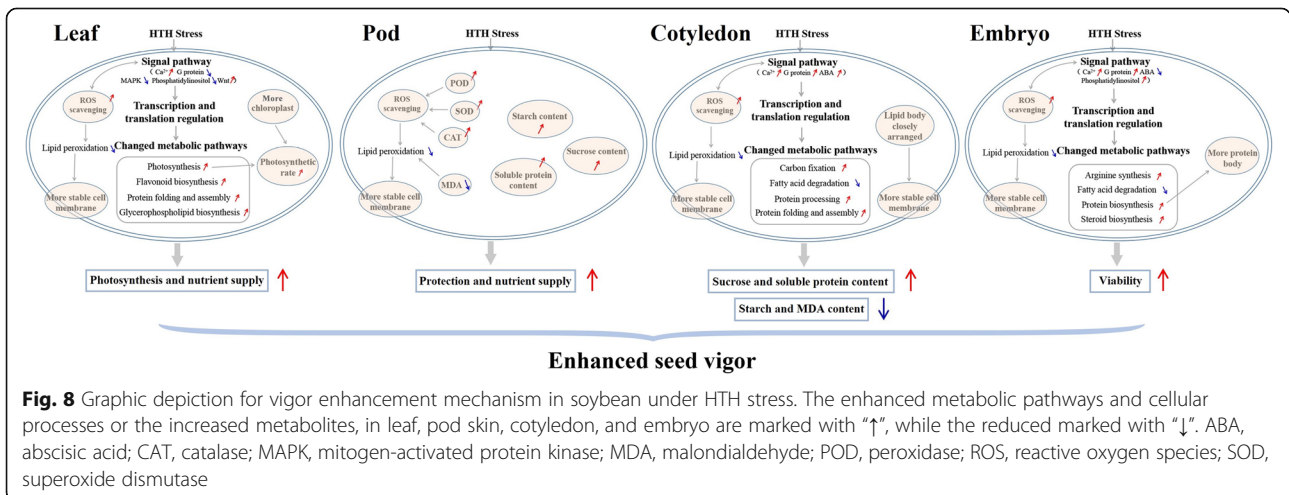 Leaf
HTH Stress
Signal pathway
( Ca²⁺↗ G protein↘
MAPK↘ Phosphatidylinositol↘ Wnt↗)
ROS
scavenging ↗
Transcription and
translation regulation
More
chloroplast
Lipid peroxidation ↘
Changed metabolic pathways
Photosynthesis ↗
Flavonoid biosynthesis ↗
Protein folding and assembly ↗
Glycerophospholipid biosynthesis ↗
Photosynthetic
rate ↗
More stable cell
membrane
Photosynthesis and nutrient supply ↑
Pod
HTH Stress
POD ↗
ROS
scavenging
SOD ↗
CAT ↗
Lipid peroxidation ↘
MDA ↘
Starch content
↗
Sucrose content
↗
Soluble protein ↗
content
More stable cell
membrane
Protection and nutrient supply ↑
Cotyledon
HTH Stress
Signal pathway
( Ca²⁺↗ G protein↗ ABA ↗)
ROS
scavenging ↗
Transcription and
translation regulation
Lipid body
closely
arranged
Lipid peroxidation ↘
Changed metabolic pathways
Carbon fixation ↗
Fatty acid degradation ↘
Protein processing ↗
Protein folding and assembly ↗
More stable cell
membrane
More stable cell
membrane
Sucrose and soluble protein content ↑
Starch and MDA content ↓
Embryo
HTH Stress
Signal pathway
( Ca²⁺↗ G protein↗ ABA↘
Phosphatidylinositol ↗)
ROS
scavenging ↗
Transcription and
translation regulation
Lipid peroxidation ↘
Changed metabolic pathways
Arginine synthesis ↗
Fatty acid degradation ↘
Protein biosynthesis ↗
Steroid biosynthesis ↗
More protein
body
More stable cell
membrane
Viability ↑
Enhanced seed vigor
Fig. 8 Graphic depiction for vigor enhancement mechanism in soybean under HTH stress. The enhanced metabolic pathways and cellular
processes or the increased metabolites, in leaf, pod skin, cotyledon, and embryo are marked with “↑”, while the reduced marked with “↓”. ABA,
abscisic acid; CAT, catalase; MAPK, mitogen-activated protein kinase; MDA, malondialdehyde; POD, peroxidase; ROS, reactive oxygen species; SOD,
superoxide dismutase